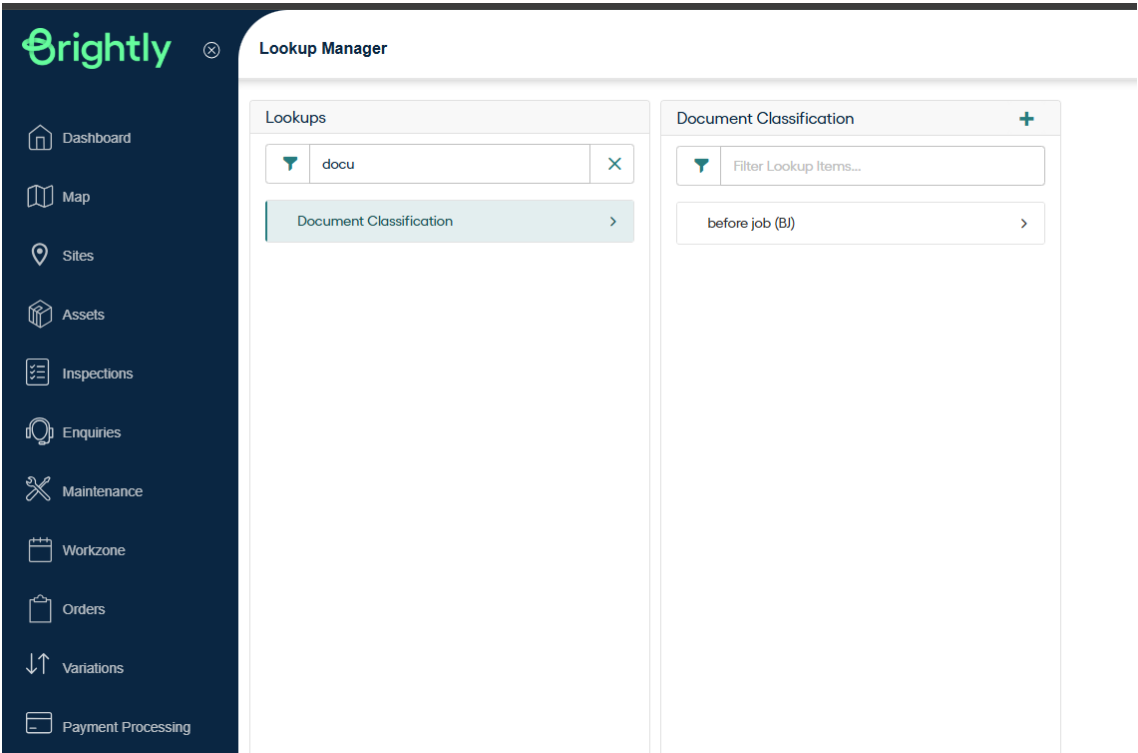 Brightly
Lookup Manager
Dashboard
Map
Sites
Assets
Inspections
Enquiries
Maintenance
Workzone
Orders
Variations
Payment Processing
Lookups
docu
Document Classification
Document Classification
Filter Lookup Items...
before job (BJ)